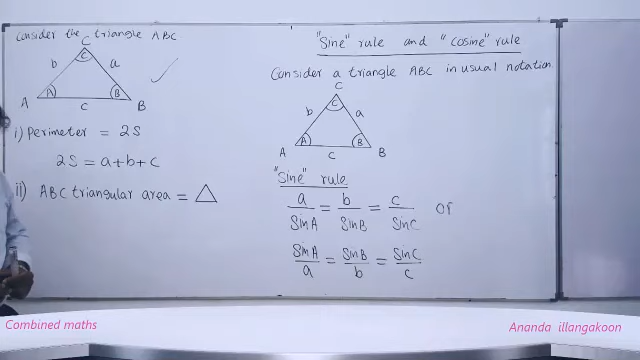 Consider the triangle ABC
C
C
b
a
A
A
B
B
c
i) Perimeter = 2S
2S = a+b+c
ii) ABC triangular area = △
"Sine" rule and "Cosine" rule
Consider a triangle ABC in usual notation
C
C
b
a
A
A
B
B
c
"Sine" rule
a/SinA = b/SinB = c/SinC or
SinA/a = SinB/b = SinC/c
Combined maths
Ananda illangakoon